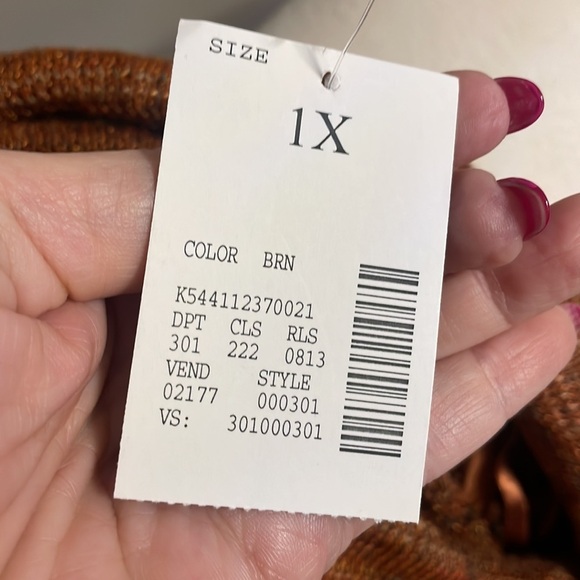 SIZE
1X
COLOR BRN
K544112370021
DPT CLS RLS
301 222 0813
VEND STYLE
02177 000301
VS: 301000301